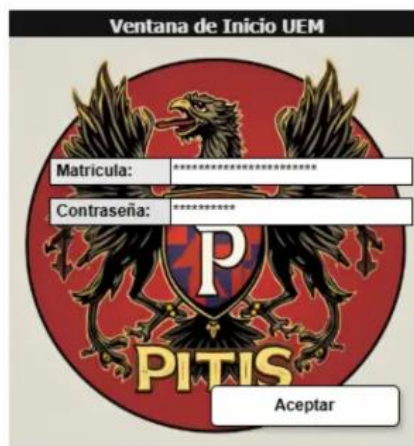 Ventana de Inicio UEM
Matricula: ***********************
Contraseña: **********
P
PITIS
Aceptar